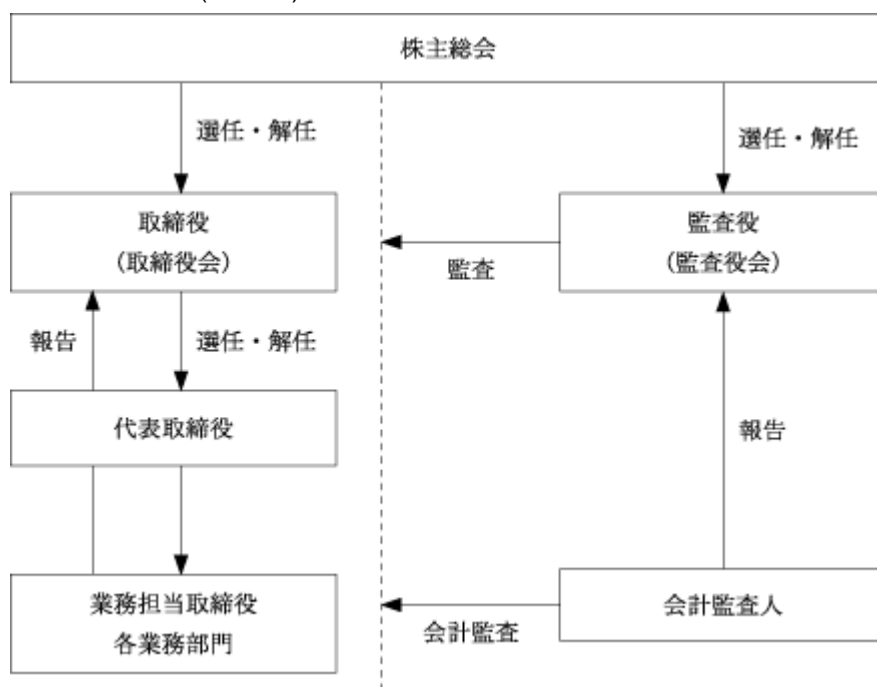 株主総会
選任・解任
選任・解任
取締役
(取締役会)
監査役
(監査役会)
監査
報告
選任・解任
代表取締役
報告
業務担当取締役
各業務部門
会計監査
会計監査人